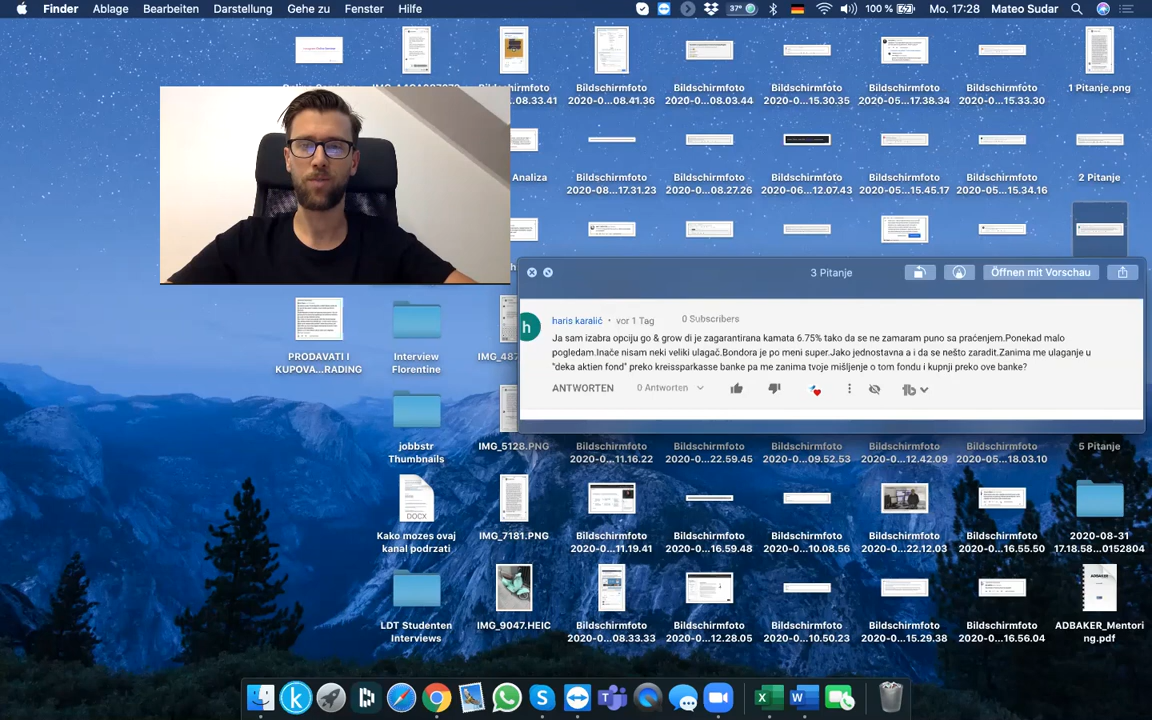 Finder Ablage Bearbeiten Darstellung Gehe zu Fenster Hilfe 37° 100 % Mo. 17:28 Mateo Sudar
08.33.41
Bildschirmfoto 2020-0...08.41.36
Bildschirmfoto 2020-0...08.03.44
Bildschirmfoto 2020-0...15.30.35
Bildschirmfoto 2020-05...17.38.34
Bildschirmfoto 2020-0...15.33.30
1 Pitanje.png
Analiza
Bildschirmfoto 2020-08...17.31.23
Bildschirmfoto 2020-0...08.27.26
Bildschirmfoto 2020-06...12.07.43
Bildschirmfoto 2020-05...15.45.17
Bildschirmfoto 2020-05...15.34.16
2 Pitanje
3 Pitanje
Öffnen mit Vorschau
h
haris karalić • vor 1 Tag 0 Subscribers
Ja sam izabra opciju go & grow di je zagarantirana kamata 6.75% tako da se ne zamaram puno sa praćenjem.Ponekad malo
pogledam.Inače nisam neki veliki ulagač.Bondora je po meni super.Jako jednostavna a i da se nešto zaradit.Zanima me ulaganje u
"deka aktien fond" preko kreissparkasse banke pa me zanima tvoje mišljenje o tom fondu i kupnji preko ove banke?
ANTWORTEN 0 Antworten
PRODAVATI I
KUPOVA...RADING
Interview
Florentine
IMG_487
jobbstr
Thumbnails
IMG_5128.PNG
Bildschirmfoto 2020-0...11.16.22
Bildschirmfoto 2020-0...22.59.45
Bildschirmfoto 2020-0...09.52.53
Bildschirmfoto 2020-0...12.42.09
Bildschirmfoto 2020-05...18.03.10
5 Pitanje
DOCX
Kako mozes ovaj
kanal podrzati
IMG_7181.PNG
Bildschirmfoto 2020-0...11.19.41
Bildschirmfoto 2020-0...16.59.48
Bildschirmfoto 2020-0...10.08.56
Bildschirmfoto 2020-0...22.12.03
Bildschirmfoto 2020-0...16.55.50
2020-08-31
17.18.58...0152804
LDT Studenten
Interviews
IMG_9047.HEIC
Bildschirmfoto 2020-0...08.33.33
Bildschirmfoto 2020-0...12.28.05
Bildschirmfoto 2020-0...10.50.23
Bildschirmfoto 2020-0...15.29.38
Bildschirmfoto 2020-0...16.56.04
ADBAKER
ADBAKER_Mentori
ng.pdf